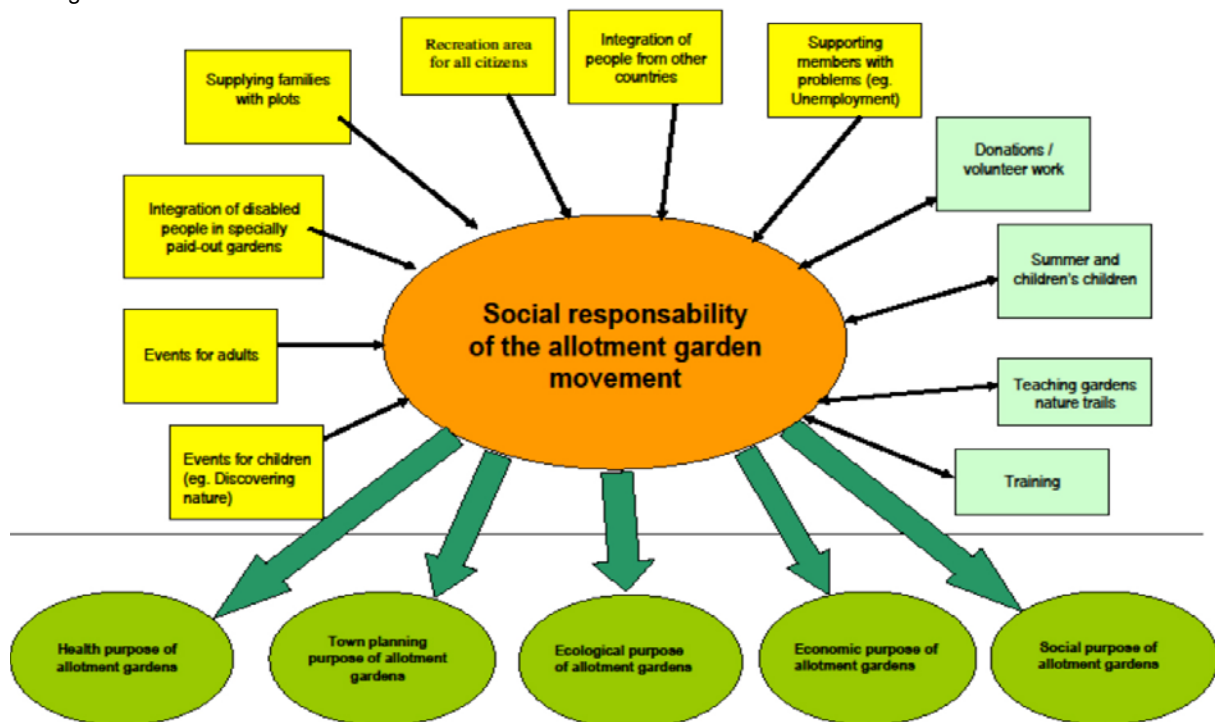 Supplying families
with plots
Recreation area
for all citizens
Integration of
people from other
countries
Supporting
members with
problems (eg.
Unemployment)
Donations /
volunteer work
Integration of disabled
people in specially
paid-out gardens
Summer and
children's children
Social responsability
of the allotment garden
movement
Events for adults
Teaching gardens
nature trails
Events for children
(eg. Discovering
nature)
Training
Health purpose of
allotment gardens
Town planning
purpose of allotment
gardens
Ecological purpose
of allotment gardens
Economic purpose of
allotment gardens
Social purpose of
allotment gardens